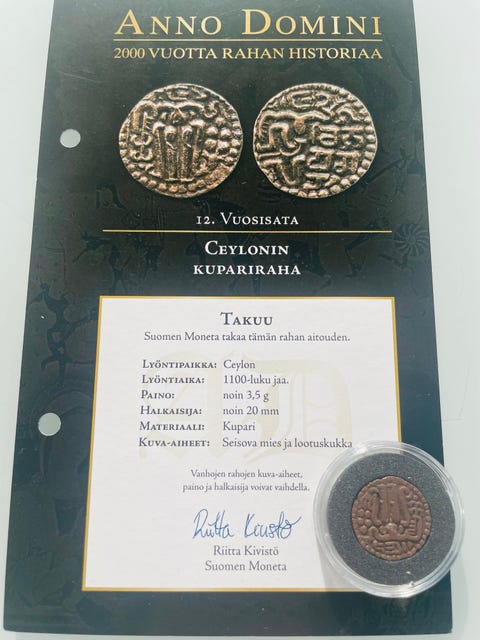 ANNO DOMINI
2000 VUOTTA RAHAN HISTORIAA
12. VUOSISATA
CEYLONIN
KUPARIRAHA
TAKUU
Suomen Moneta takaa tämän rahan aitouden.
LYÖNTIPAIKKA: Ceylon
LYÖNTIAIKA: 1100-luku jaa.
PAINO: noin 3,5 g
HALKAISIJA: noin 20 mm
MATERIAALI: Kupari
KUVA-AIHEET: Seisova mies ja lootuskukka
Vanhojen rahojen kuva-aiheet,
paino ja halkaisija voivat vaihdella.
Riitta Kivistö
Riitta Kivistö
Suomen Moneta